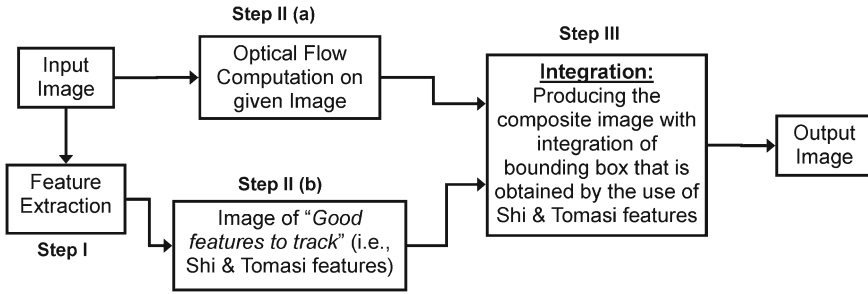 Step II (a)
Input
Image
Optical Flow
Computation on
given Image
Step III
Integration:
Producing the
composite image with
integration of
bounding box that is
obtained by the use of
Shi & Tomasi features
Output
Image
Feature
Extraction
Step I
Step II (b)
Image of “Good
features to track” (i.e.,
Shi & Tomasi features)